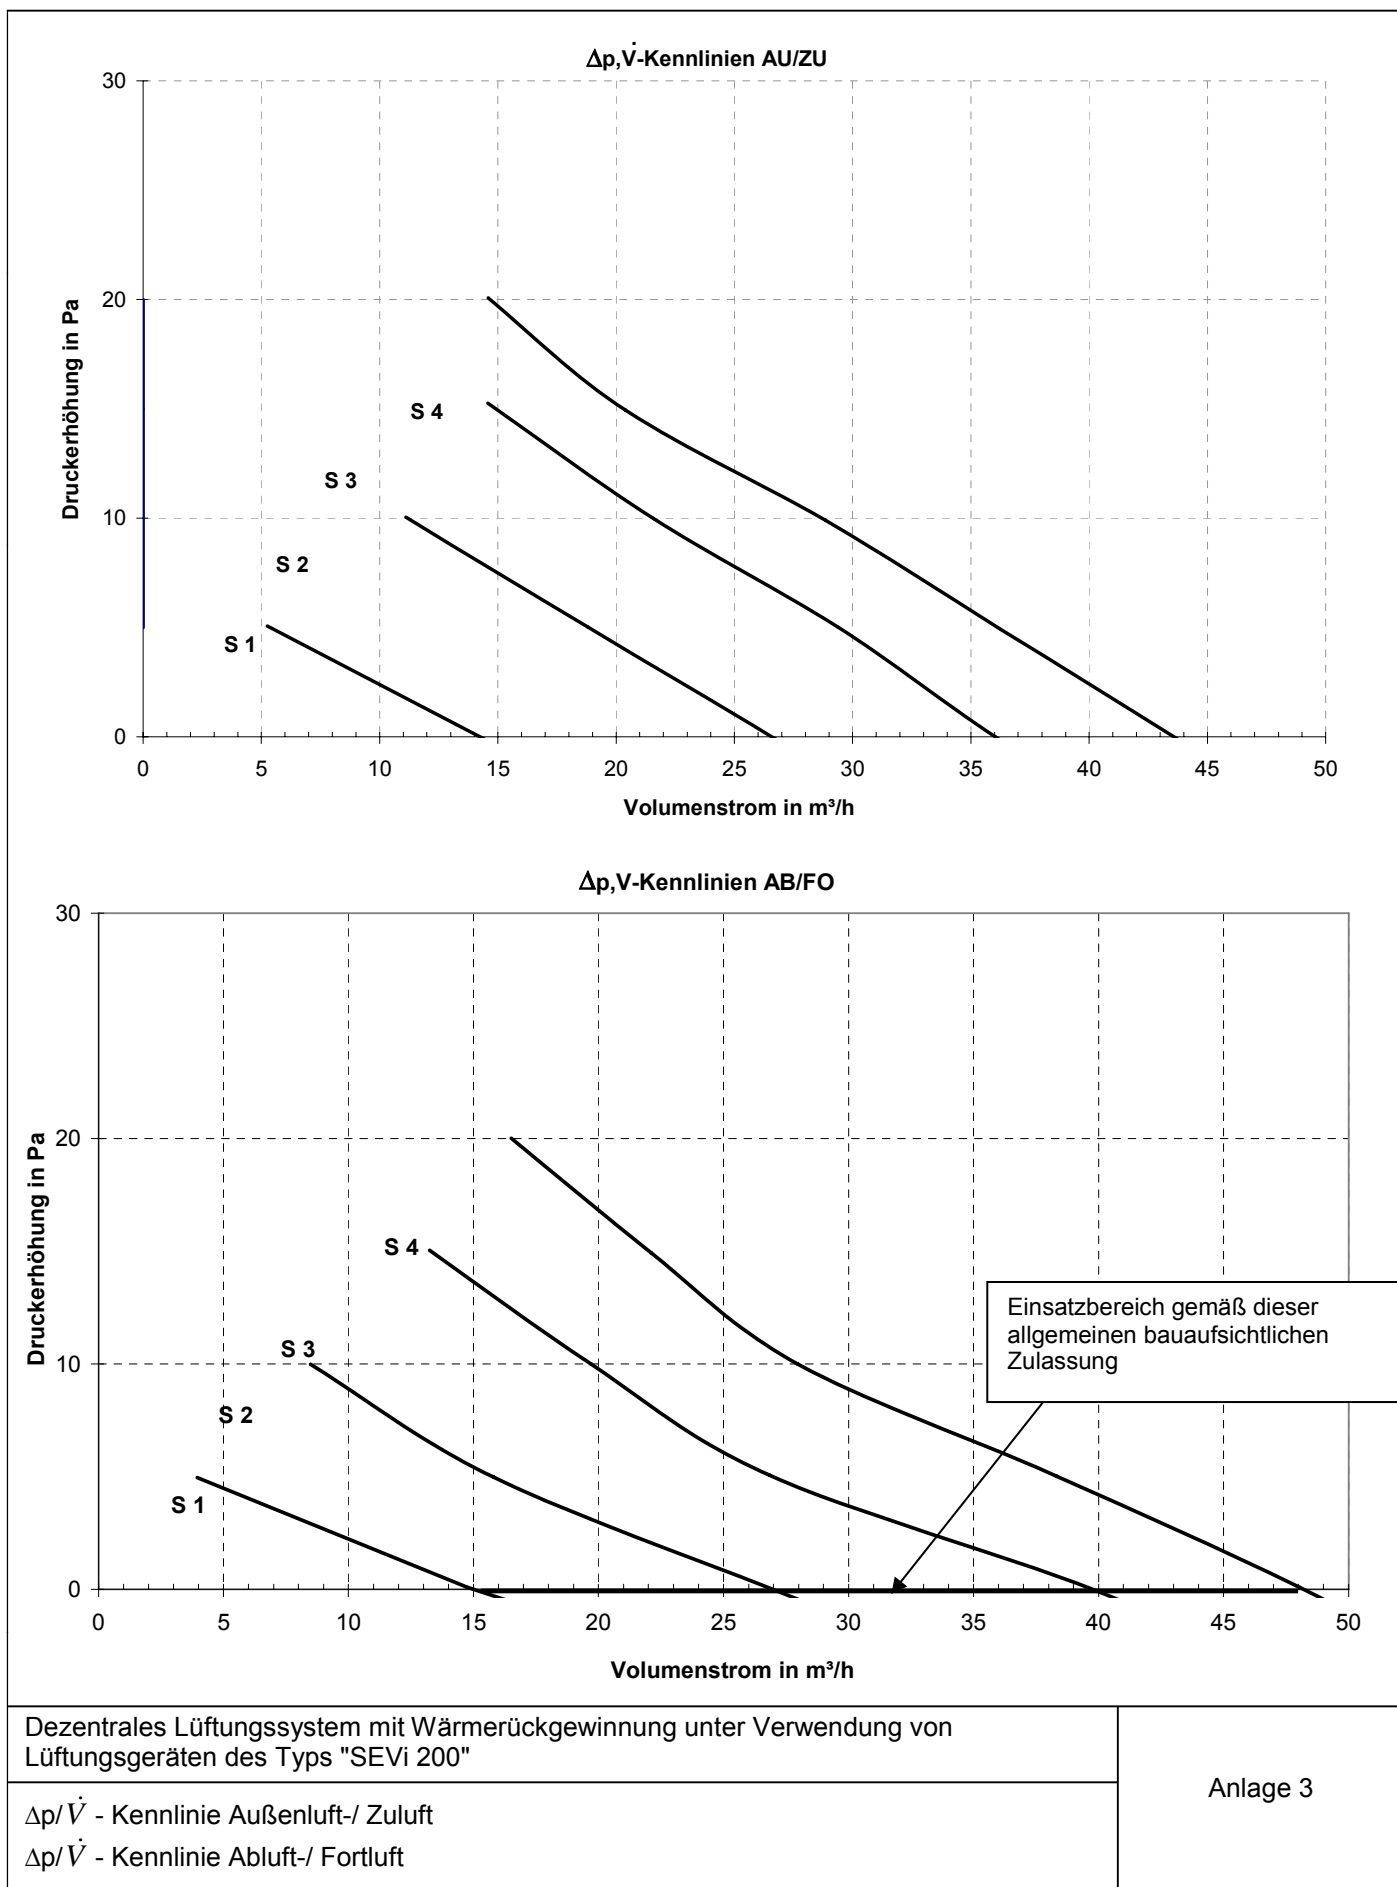 Δp,V̇-Kennlinien AU/ZU
30
20
10
0
Druckerhöhung in Pa
S 4
S 3
S 2
S 1
0 5 10 15 20 25 30 35 40 45 50
Volumenstrom in m³/h
Δp,V-Kennlinien AB/FO
30
20
10
0
Druckerhöhung in Pa
S 4
S 3
S 2
S 1
Einsatzbereich gemäß dieser
allgemeinen bauaufsichtlichen
Zulassung
0 5 10 15 20 25 30 35 40 45 50
Volumenstrom in m³/h
Dezentrales Lüftungssystem mit Wärmerückgewinnung unter Verwendung von
Lüftungsgeräten des Typs "SEVi 200"
Δp/V̇ - Kennlinie Außenluft-/ Zuluft
Δp/V̇ - Kennlinie Abluft-/ Fortluft
Anlage 3